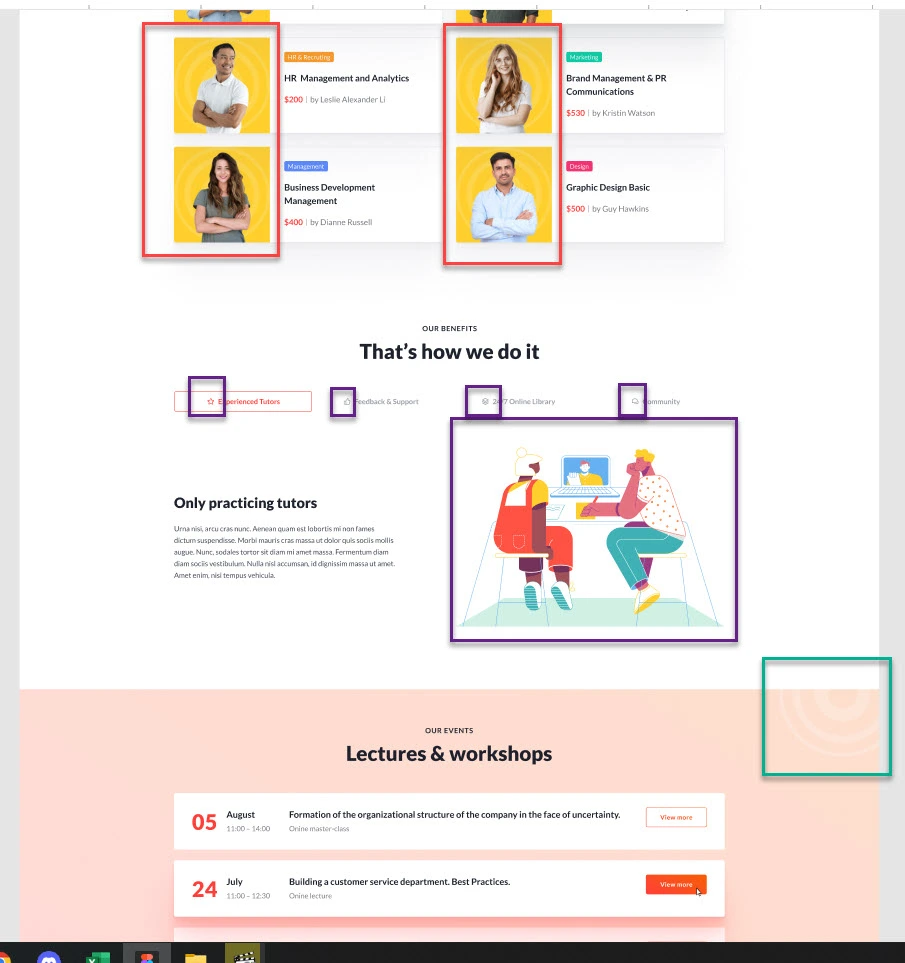 HR & Recruting
HR Management and Analytics
$200 | by Leslie Alexander Li
Marketing
Brand Management & PR
Communications
$530 | by Kristin Watson
Management
Business Development
Management
$400 | by Dianne Russell
Design
Graphic Design Basic
$500 | by Guy Hawkins
OUR BENEFITS
That's how we do it
Experienced Tutors
Feedback & Support
24/7 Online Library
Community
Only practicing tutors
Urna nisi, arcu cras nunc. Aenean quam est lobortis mi non fames
dictum suspendisse. Morbi mauris cras massa ut dolor quis sociis mollis
augue. Nunc, sodales tortor sit diam mi amet massa. Fermentum diam
diam sociis vestibulum. Nulla nisl accumsan, id dignissim massa ut amet.
Amet enim, nisi tempus vehicula.
OUR EVENTS
Lectures & workshops
05
August
11:00 – 14:00
Formation of the organizational structure of the company in the face of uncertainty.
Onine master-class
View more
24
July
11:00 – 12:30
Building a customer service department. Best Practices.
Onine lecture
View more